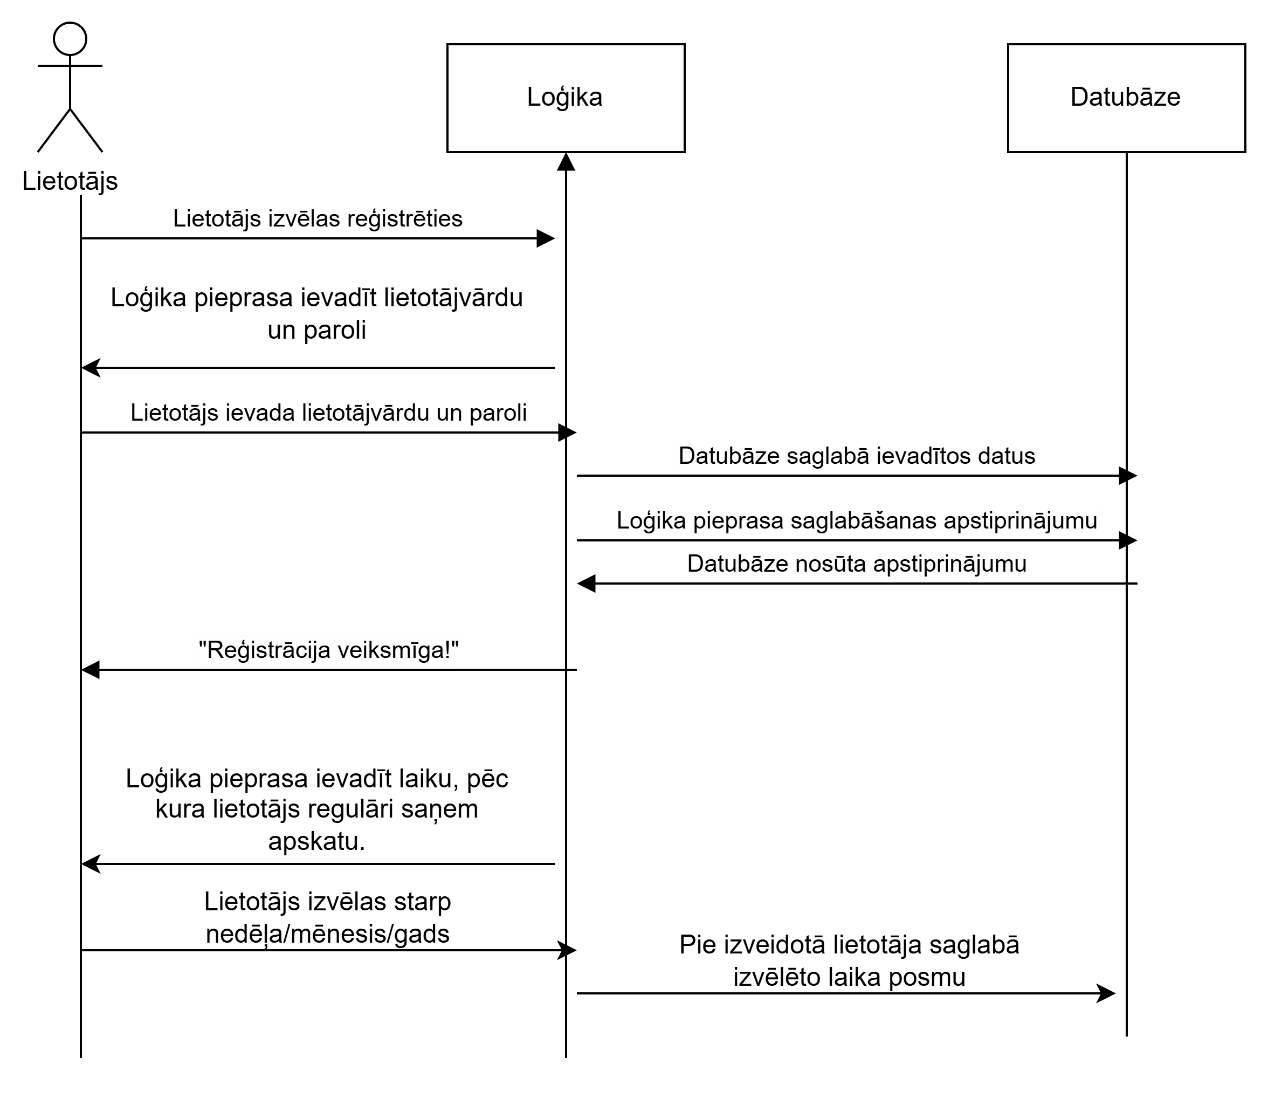 Loģika
Datubāze
Lietotājs
Lietotājs izvēlas reģistrēties
Loģika pieprasa ievadīt lietotājvārdu
un paroli
Lietotājs ievada lietotājvārdu un paroli
Datubāze saglabā ievadītos datus
Loģika pieprasa saglabāšanas apstiprinājumu
Datubāze nosūta apstiprinājumu
"Reģistrācija veiksmīga!"
Loģika pieprasa ievadīt laiku, pēc
kura lietotājs regulāri saņem
apskatu.
Lietotājs izvēlas starp
nedēļa/mēnesis/gads
Pie izveidotā lietotāja saglabā
izvēlēto laika posmu